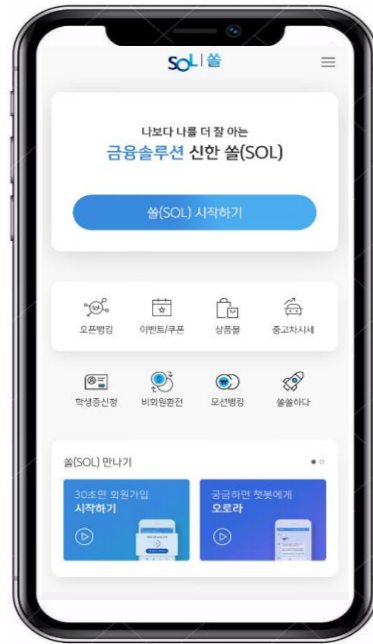 SOL 쏠
나보다 나를 더 잘 아는
금융솔루션 신한 쏠(SOL)
쏠(SOL) 시작하기
오픈뱅킹 이벤트/쿠폰 상품몰 중고차시세
학생증신청 비회원환전 모션뱅킹 쏠쏠하다
쏠(SOL) 만나기
30초면 회원가입
시작하기
궁금하면 챗봇에게
오로라